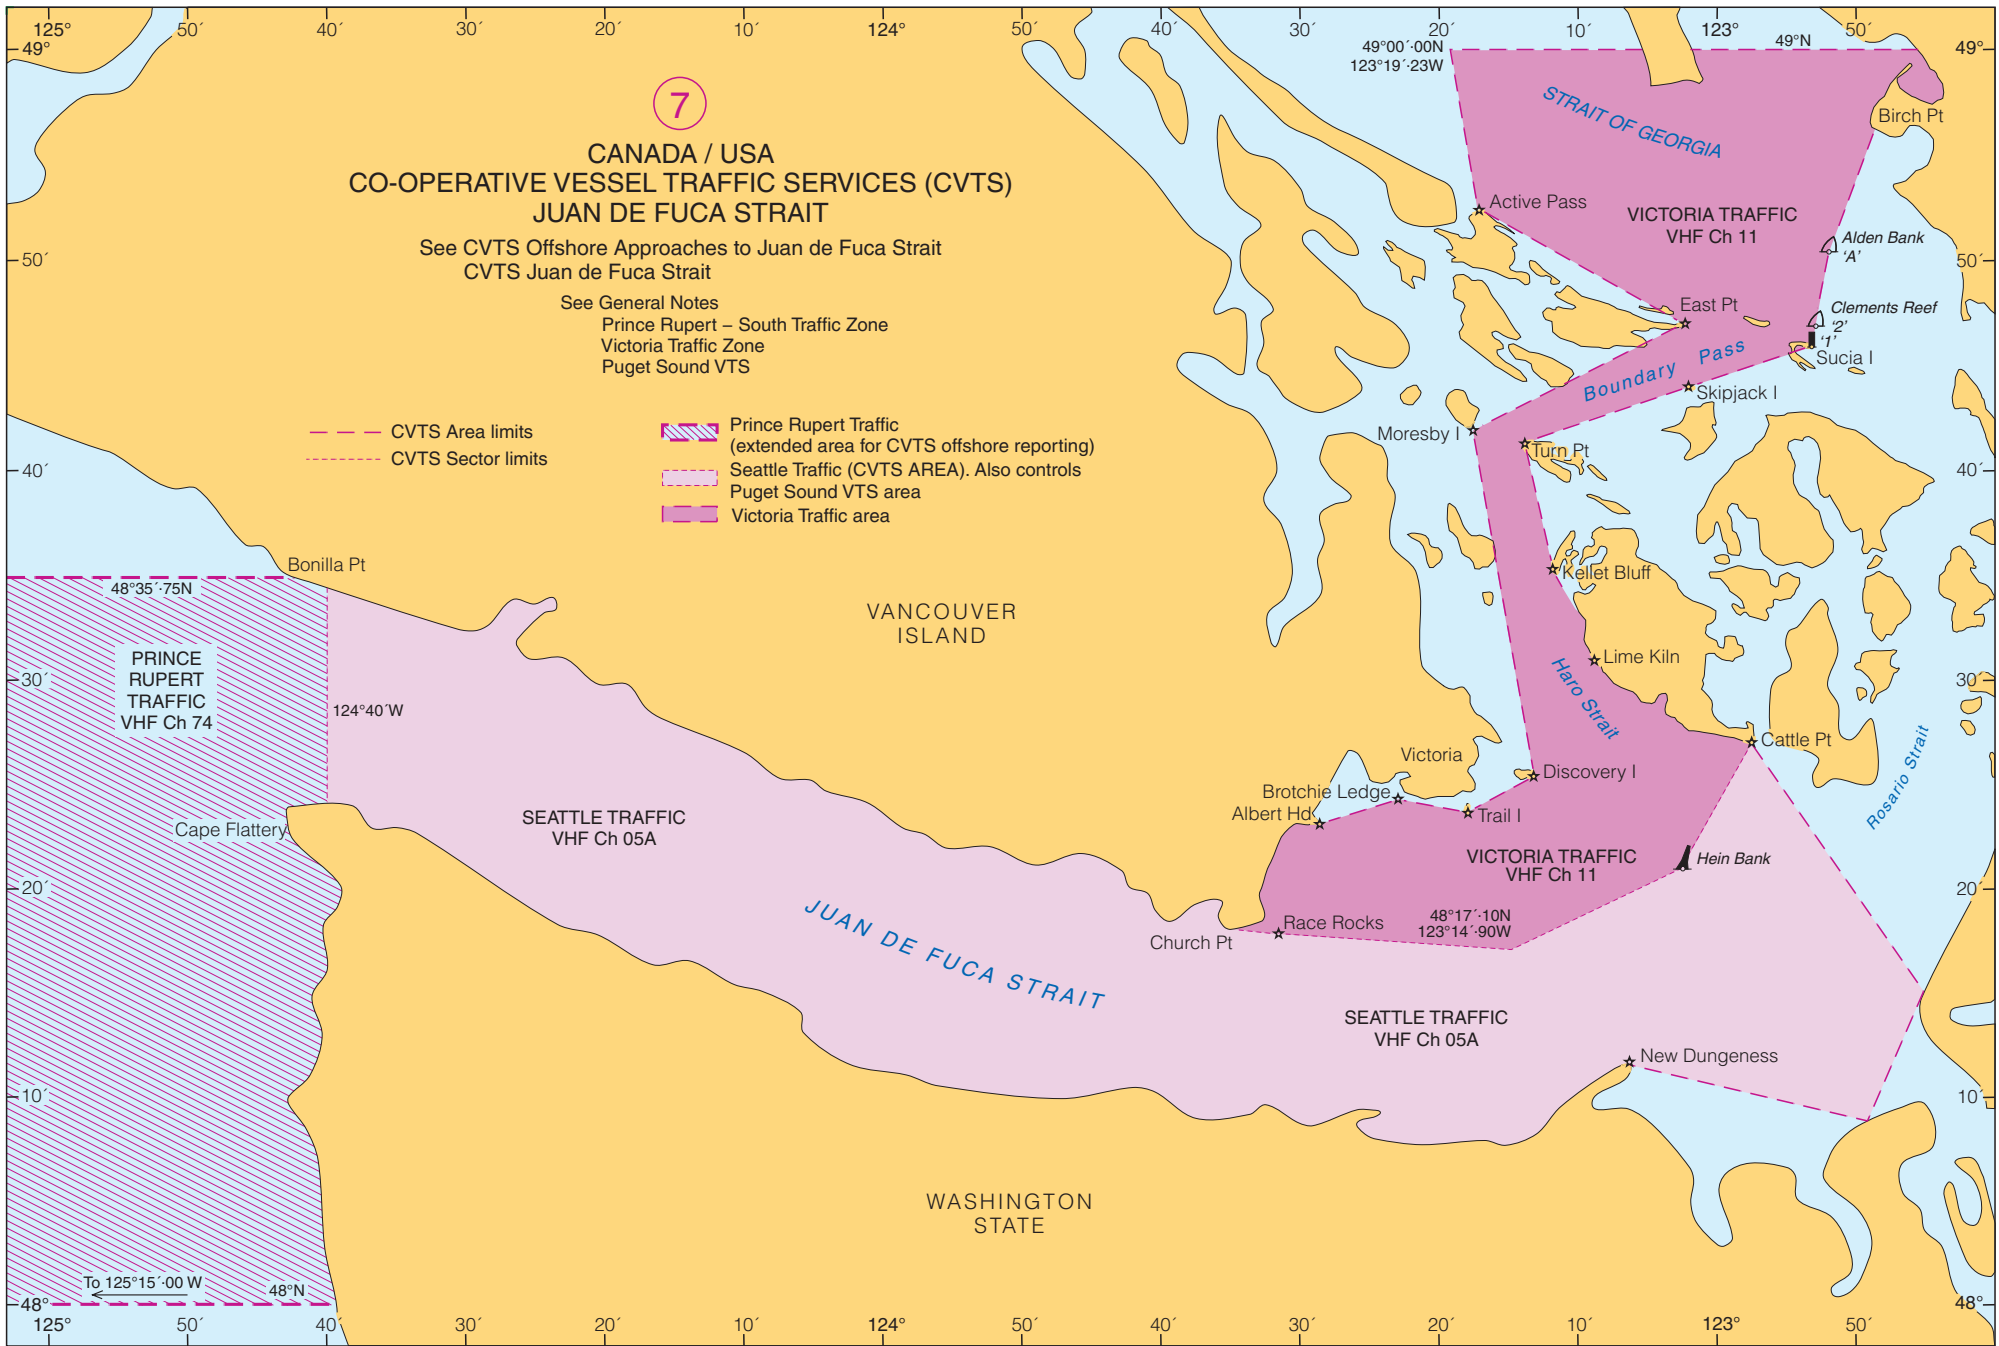 125°
50´
40´
30´
20´
10´
124°
50´
40´
30´
20´
10´
123°
50´
49°
50´
40´
30´
20´
10´
48°
49°
50´
40´
30´
20´
10´
48°
7
CANADA / USA
CO-OPERATIVE VESSEL TRAFFIC SERVICES (CVTS)
JUAN DE FUCA STRAIT
See CVTS Offshore Approaches to Juan de Fuca Strait
CVTS Juan de Fuca Strait
See General Notes
Prince Rupert – South Traffic Zone
Victoria Traffic Zone
Puget Sound VTS
CVTS Area limits
CVTS Sector limits
Prince Rupert Traffic
(extended area for CVTS offshore reporting)
Seattle Traffic (CVTS AREA). Also controls
Puget Sound VTS area
Victoria Traffic area
49°00´·00N
123°19´·23W
49°N
STRAIT OF GEORGIA
Birch Pt
Active Pass
VICTORIA TRAFFIC
VHF Ch 11
Alden Bank
'A'
East Pt
Clements Reef
'2'
'1'
Sucia I
Boundary Pass
Skipjack I
Moresby I
Turn Pt
Kellet Bluff
Lime Kiln
Haro Strait
Cattle Pt
Rosario Strait
Bonilla Pt
48°35´·75N
PRINCE
RUPERT
TRAFFIC
VHF Ch 74
124°40´W
VANCOUVER
ISLAND
Victoria
Discovery I
Brotchie Ledge
Albert Hd
Trail I
Cape Flattery
SEATTLE TRAFFIC
VHF Ch 05A
VICTORIA TRAFFIC
VHF Ch 11
Hein Bank
JUAN DE FUCA STRAIT
Race Rocks
48°17´·10N
123°14´·90W
Church Pt
SEATTLE TRAFFIC
VHF Ch 05A
New Dungeness
WASHINGTON
STATE
To 125°15´·00 W
48°N
125°
50´
40´
30´
20´
10´
124°
50´
40´
30´
20´
10´
123°
50´